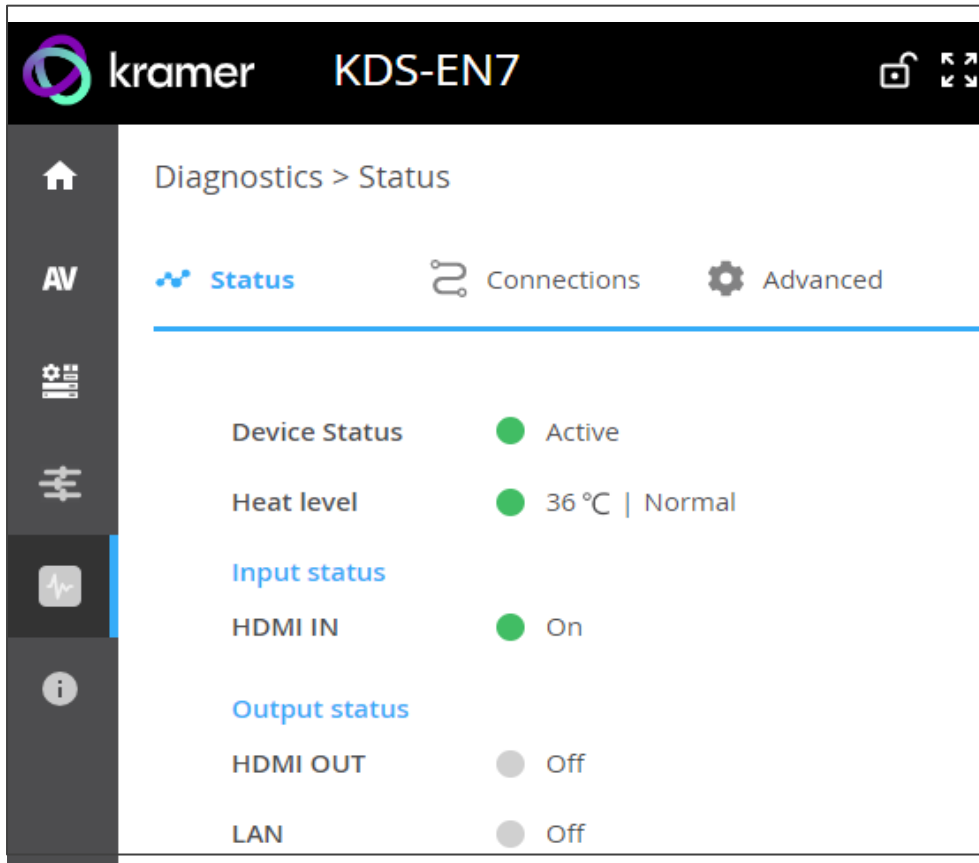 kramer KDS-EN7
Diagnostics > Status
AV
Status Connections Advanced
Device Status Active
Heat level 36 °C | Normal
Input status
HDMI IN On
Output status
HDMI OUT Off
LAN Off